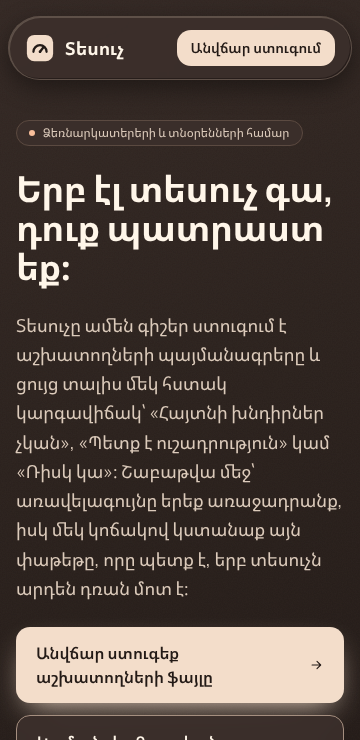 Տեսուչ
Անվճար ստուգում
Ձեռնարկատերերի և տնօրենների համար
Երբ էլ տեսուչ գա,
դուք պատրաստ
եք:
Տեսուչը ամեն գիշեր ստուգում է
աշխատողների պայմանագրերը և
ցույց տալիս մեկ հստակ
կարգավիճակ՝ «Հայտնի խնդիրներ
չկան», «Պետք է ուշադրություն» կամ
«Ռիսկ կա»: Շաբաթվա մեջ՝
առավելագույնը երեք առաջադրանք,
իսկ մեկ կոճակով կստանաք այն
փաթեթը, որը պետք է, երբ տեսուչն
արդեն դռան մոտ է:
Անվճար ստուգեք
աշխատողների ֆայլը